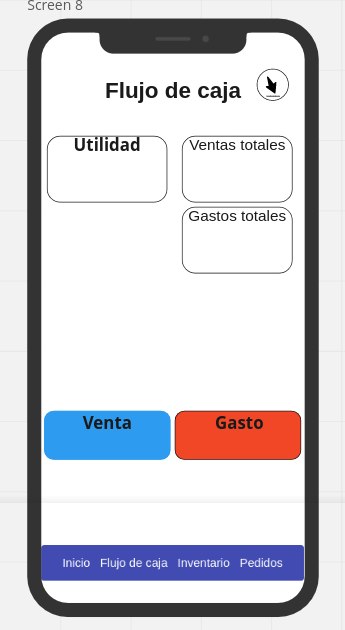 Screen 8
Flujo de caja
Utilidad
Ventas totales
Gastos totales
Venta
Gasto
Inicio Flujo de caja Inventario Pedidos